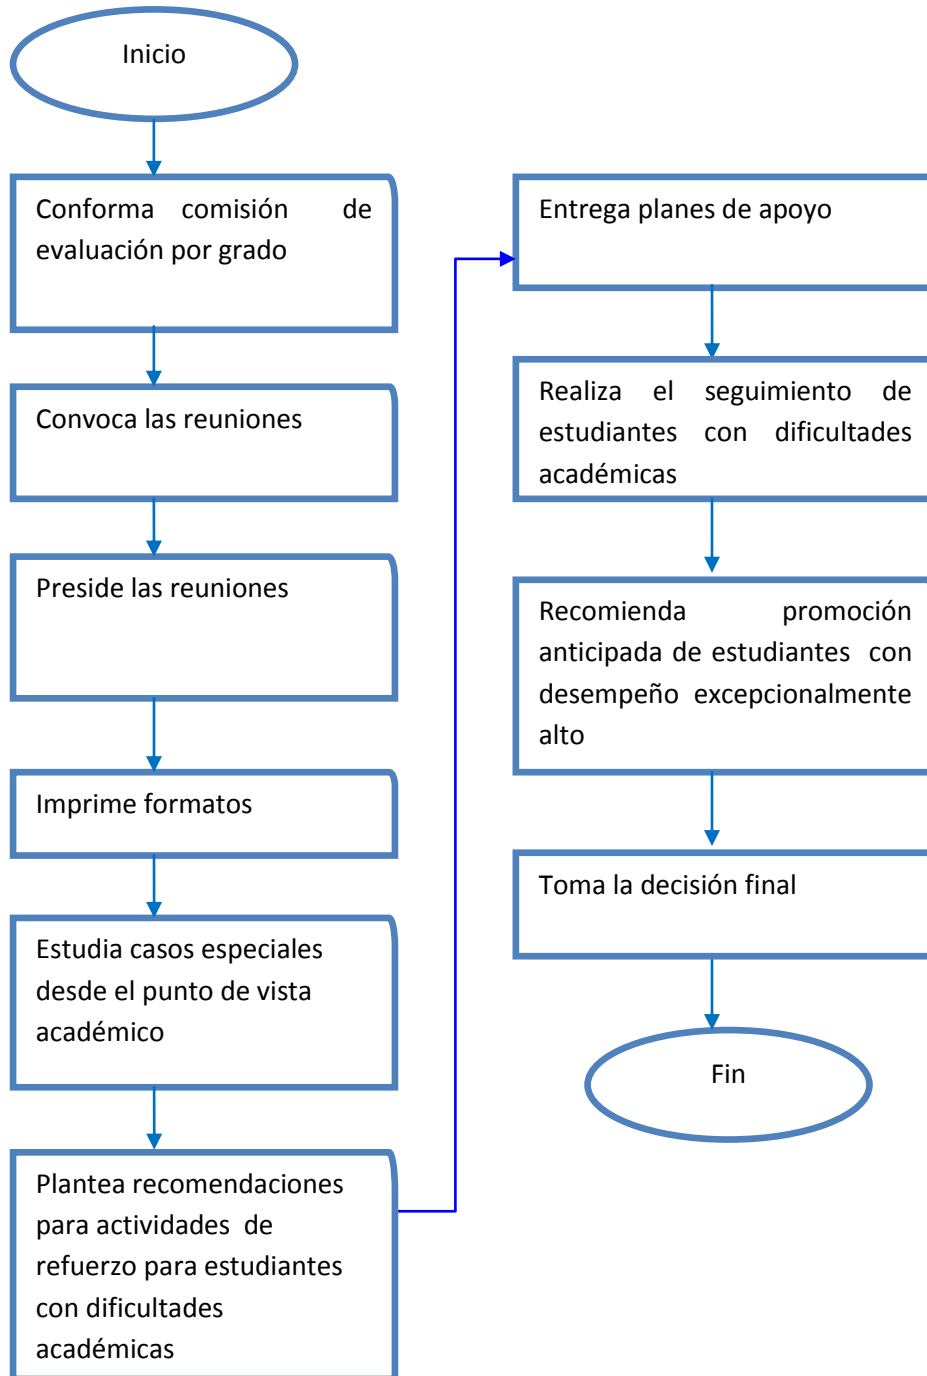 Inicio
Conforma comisión de
evaluación por grado
Convoca las reuniones
Preside las reuniones
Imprime formatos
Estudia casos especiales
desde el punto de vista
académico
Plantea recomendaciones
para actividades de
refuerzo para estudiantes
con dificultades
académicas
Entrega planes de apoyo
Realiza el seguimiento de
estudiantes con dificultades
académicas
Recomienda promoción
anticipada de estudiantes con
desempeño excepcionalmente
alto
Toma la decisión final
Fin